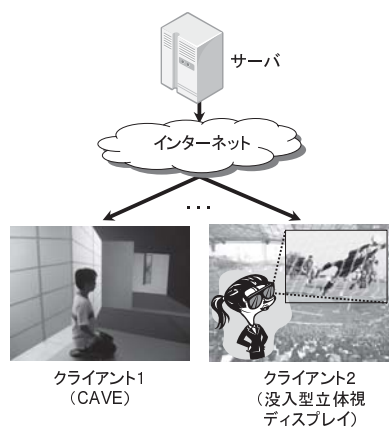 サーバ
インターネット
...
クライアント1
（CAVE）
クライアント2
（没入型立体視
ディスプレイ）